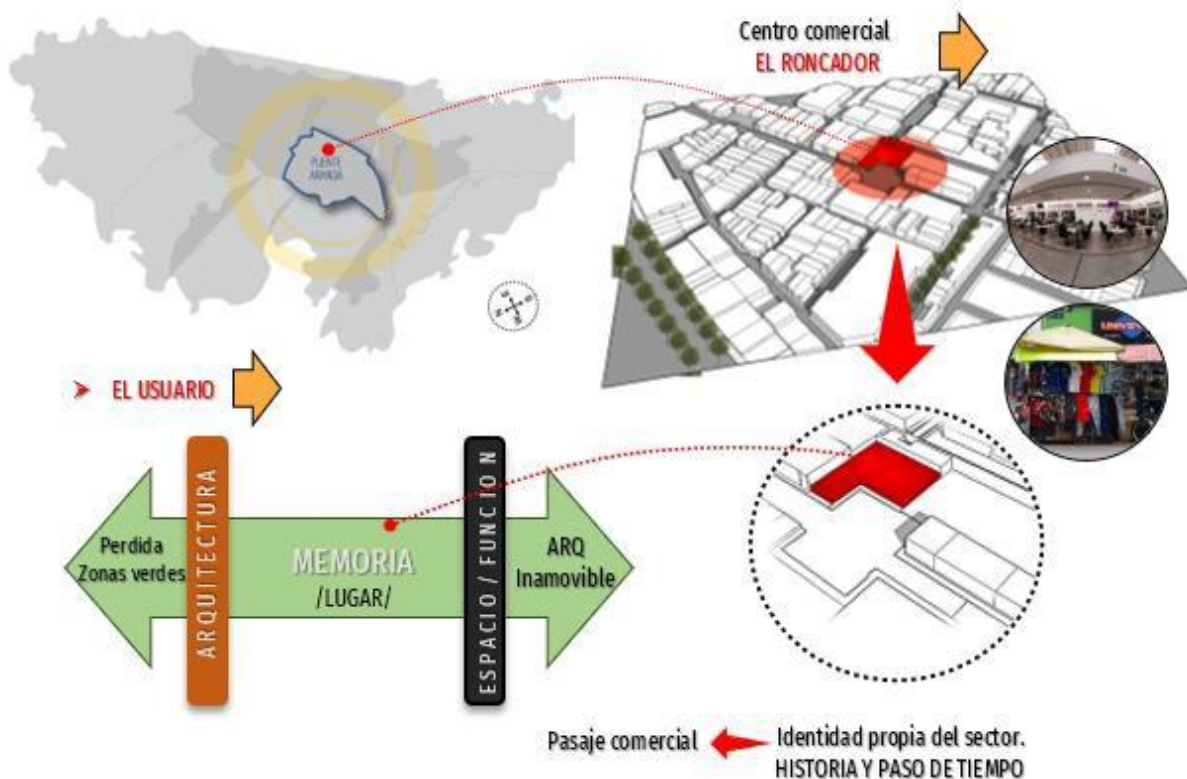 Centro comercial
EL RONCADOR
PUENTE
ARANDA
➤ EL USUARIO
ARQUITECTURA
ESPACIO / FUNCION
Perdida
Zonas verdes
MEMORIA
/LUGAR/
ARQ
Inamovible
Pasaje comercial
Identidad propia del sector.
HISTORIA Y PASO DE TIEMPO